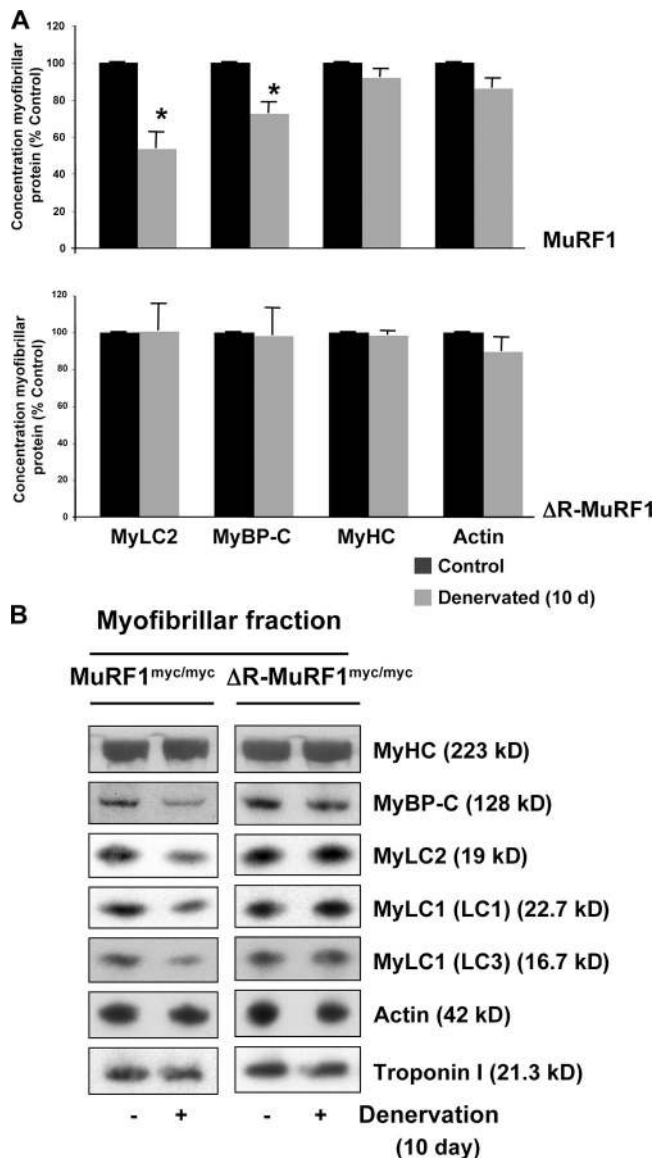 A
Concentration myofibrillar
protein (% Control)
120
100
80
60
40
20
0
*
*
MuRF1
Concentration myofibrillar
protein (% Control)
120
100
80
60
40
20
0
ΔR-MuRF1
MyLC2 MyBP-C MyHC Actin
Control
Denervated (10 d)
B
Myofibrillar fraction
MuRF1myc/myc ΔR-MuRF1myc/myc
MyHC (223 kD)
MyBP-C (128 kD)
MyLC2 (19 kD)
MyLC1 (LC1) (22.7 kD)
MyLC1 (LC3) (16.7 kD)
Actin (42 kD)
Troponin I (21.3 kD)
- + - + Denervation
(10 day)